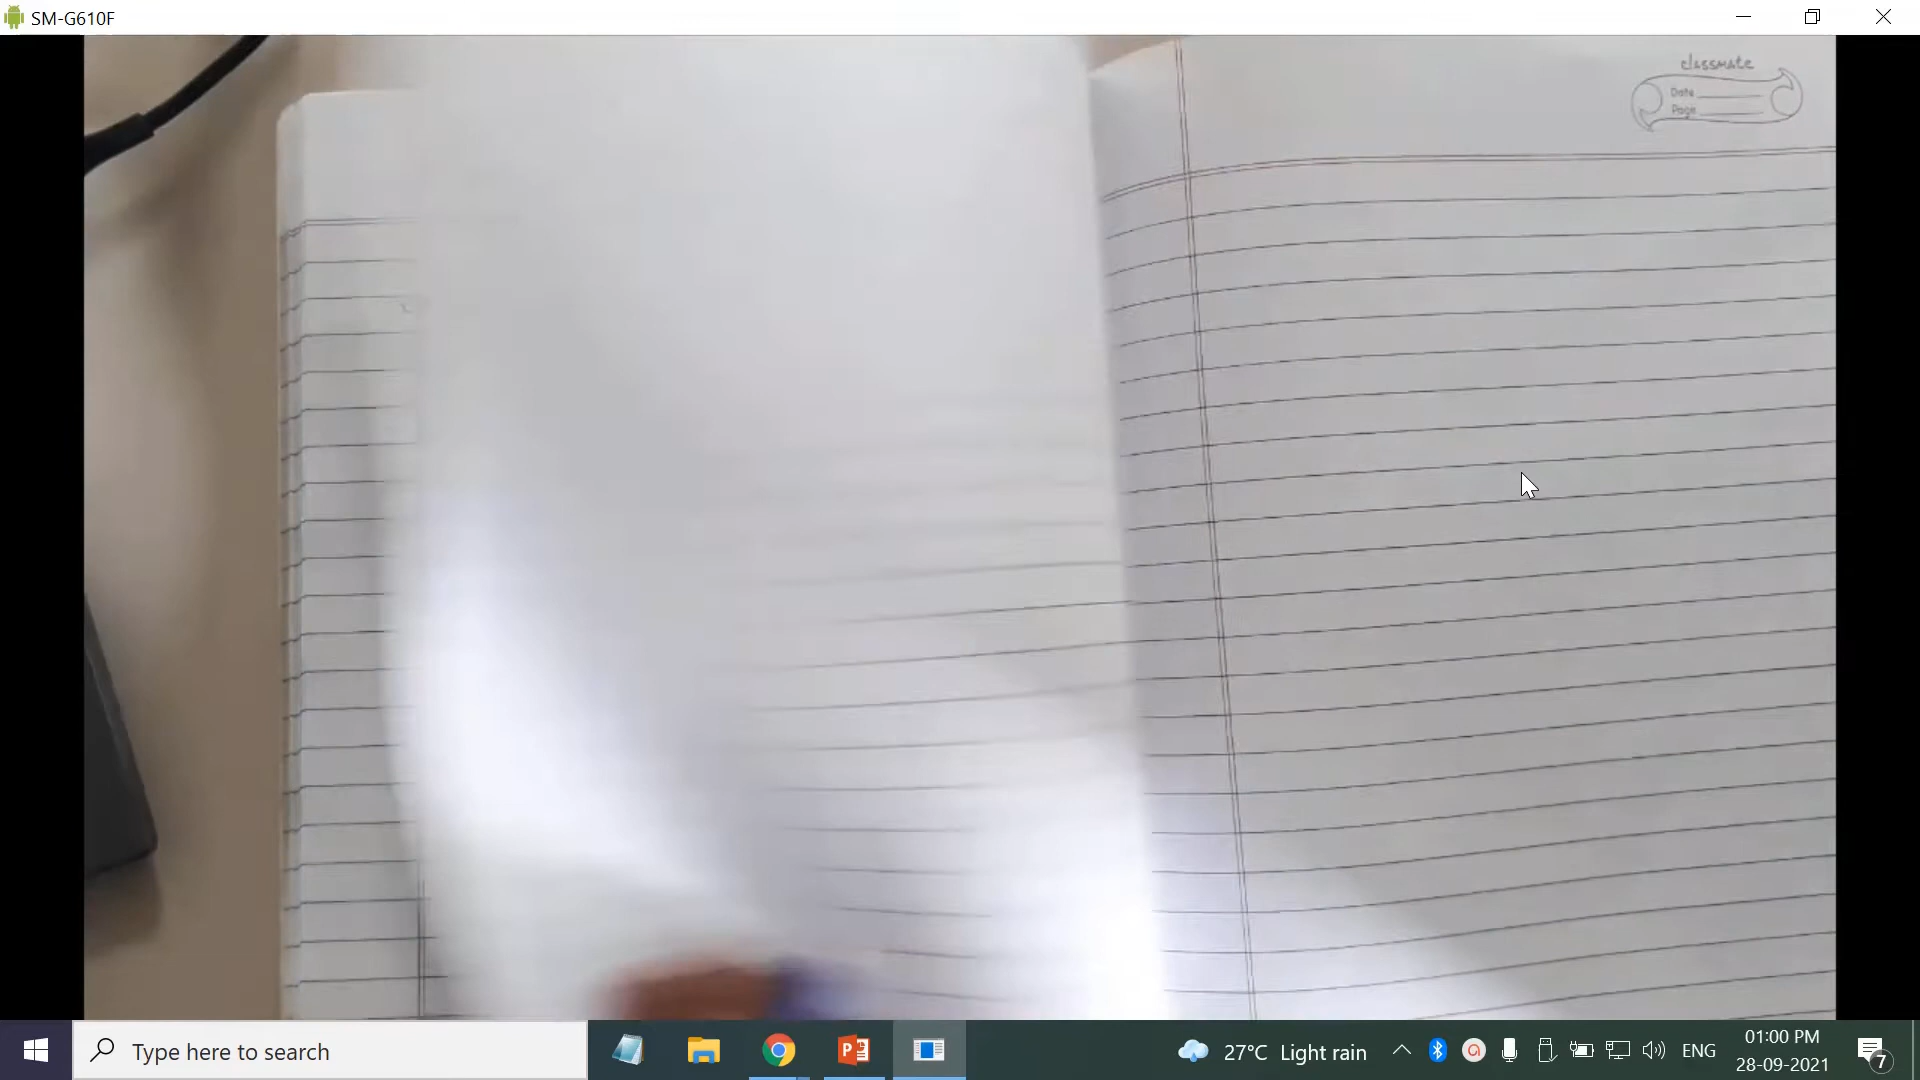 SM-G610F
classmate
Date
Page
Type here to search
27°C Light rain
ENG
01:00 PM
28-09-2021
7